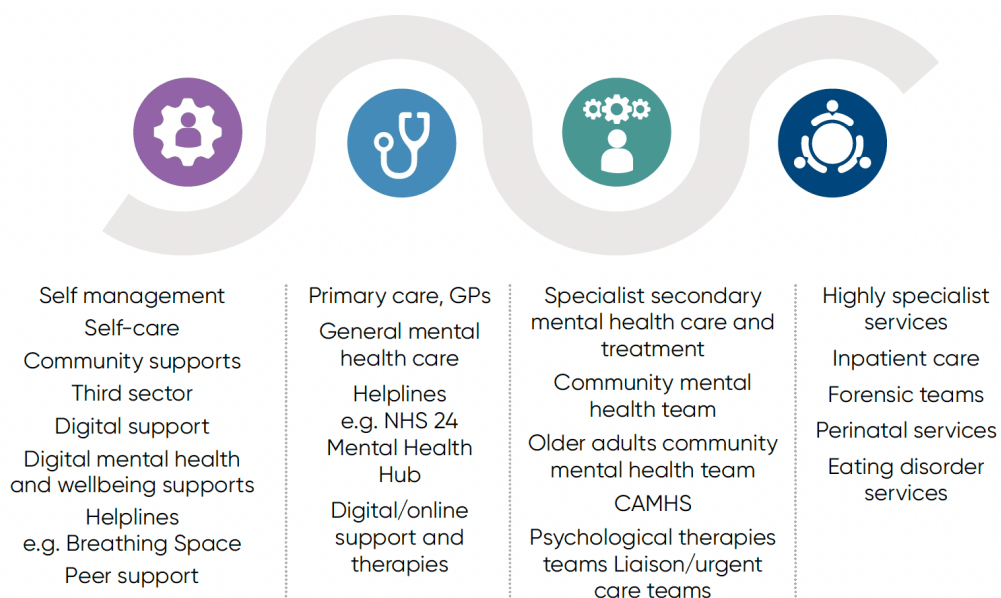 Self management
Self-care
Community supports
Third sector
Digital support
Digital mental health
and wellbeing supports
Helplines
e.g. Breathing Space
Peer support
Primary care, GPs
General mental
health care
Helplines
e.g. NHS 24
Mental Health
Hub
Digital/online
support and
therapies
Specialist secondary
mental health care and
treatment
Community mental
health team
Older adults community
mental health team
CAMHS
Psychological therapies
teams Liaison/urgent
care teams
Highly specialist
services
Inpatient care
Forensic teams
Perinatal services
Eating disorder
services